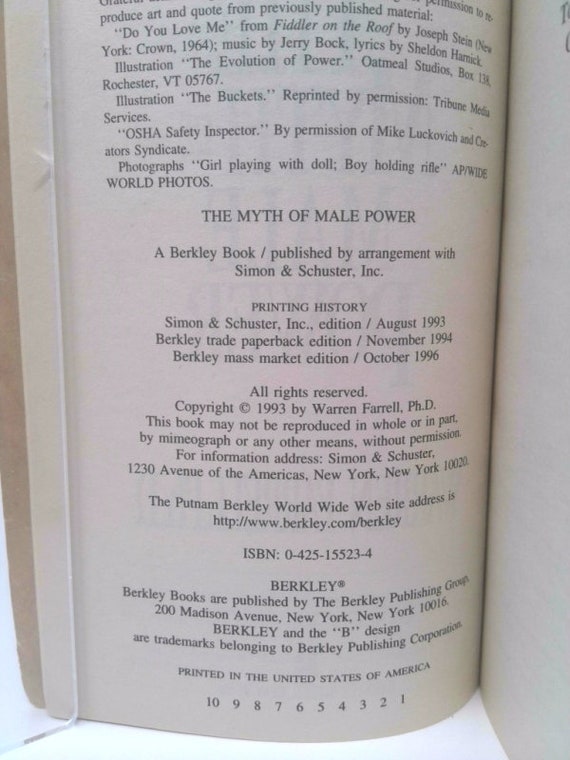 permission to re-
produce art and quote from previously published material:
"Do You Love Me" from Fiddler on the Roof by Joseph Stein (New
York: Crown, 1964); music by Jerry Bock, lyrics by Sheldon Harnick.
Illustration "The Evolution of Power." Oatmeal Studios, Box 138,
Rochester, VT 05767.
Illustration "The Buckets." Reprinted by permission: Tribune Media
Services.
"OSHA Safety Inspector." By permission of Mike Luckovich and Cre-
ators Syndicate.
Photographs "Girl playing with doll; Boy holding rifle" AP/WIDE
WORLD PHOTOS.
THE MYTH OF MALE POWER
A Berkley Book / published by arrangement with
Simon & Schuster, Inc.
PRINTING HISTORY
Simon & Schuster, Inc., edition / August 1993
Berkley trade paperback edition / November 1994
Berkley mass market edition / October 1996
All rights reserved.
Copyright © 1993 by Warren Farrell, Ph.D.
This book may not be reproduced in whole or in part,
by mimeograph or any other means, without permission.
For information address: Simon & Schuster,
1230 Avenue of the Americas, New York, New York 10020.
The Putnam Berkley World Wide Web site address is
http://www.berkley.com/berkley
ISBN: 0-425-15523-4
BERKLEY®
Berkley Books are published by The Berkley Publishing Group,
200 Madison Avenue, New York, New York 10016.
BERKLEY and the "B" design
are trademarks belonging to Berkley Publishing Corporation.
PRINTED IN THE UNITED STATES OF AMERICA
10 9 8 7 6 5 4 3 2 1